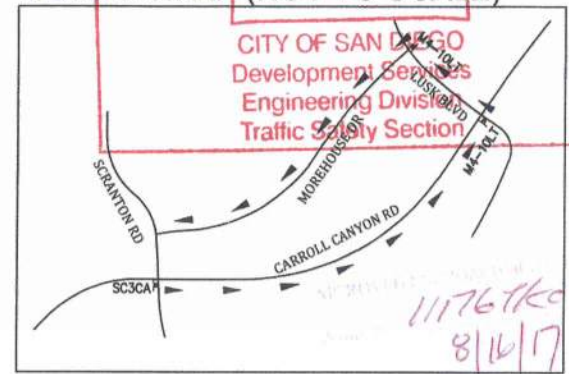 CITY OF SAN DIEGO
Development Services
Engineering Division
Traffic Safety Section
M4-10LT
LUSK BLVD
MOREHOUSE DR
M4-10LT
SCRANTON RD
CARROLL CANYON RD
SC3CA
8/16/17